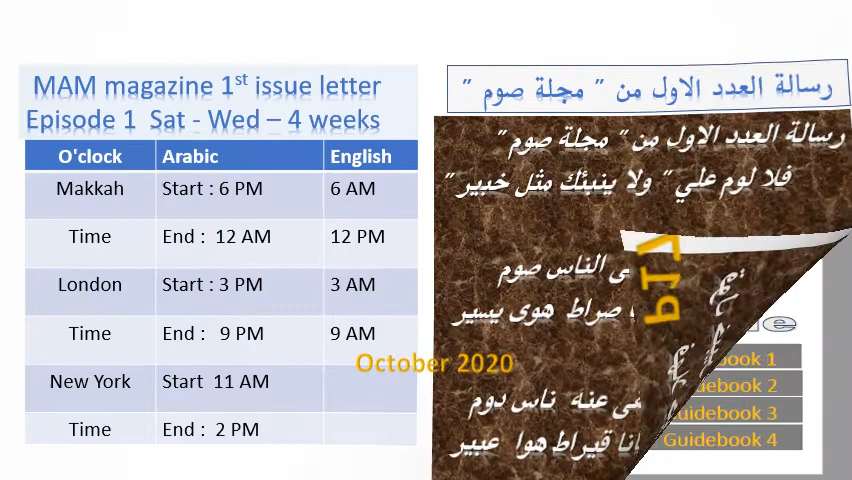 MAM magazine 1st issue letter
Episode 1 Sat - Wed – 4 weeks
O'clock Arabic English
Makkah Start : 6 PM 6 AM
Time End : 12 AM 12 PM
London Start : 3 PM 3 AM
Time End : 9 PM 9 AM
New York Start 11 AM
Time End : 2 PM
October 2020
رسالة العدد الاول من " مجلة صوم "
رسالة العدد الاول من " مجلة صوم "
فلا لوم علي " ولا ينبئك مثل خبير "
الناس صوم
صراط هوى يسير
عنه ناس دوم
قيراط هوا عبير
P17
e
book 1
debook 2
uidebook 3
Guidebook 4